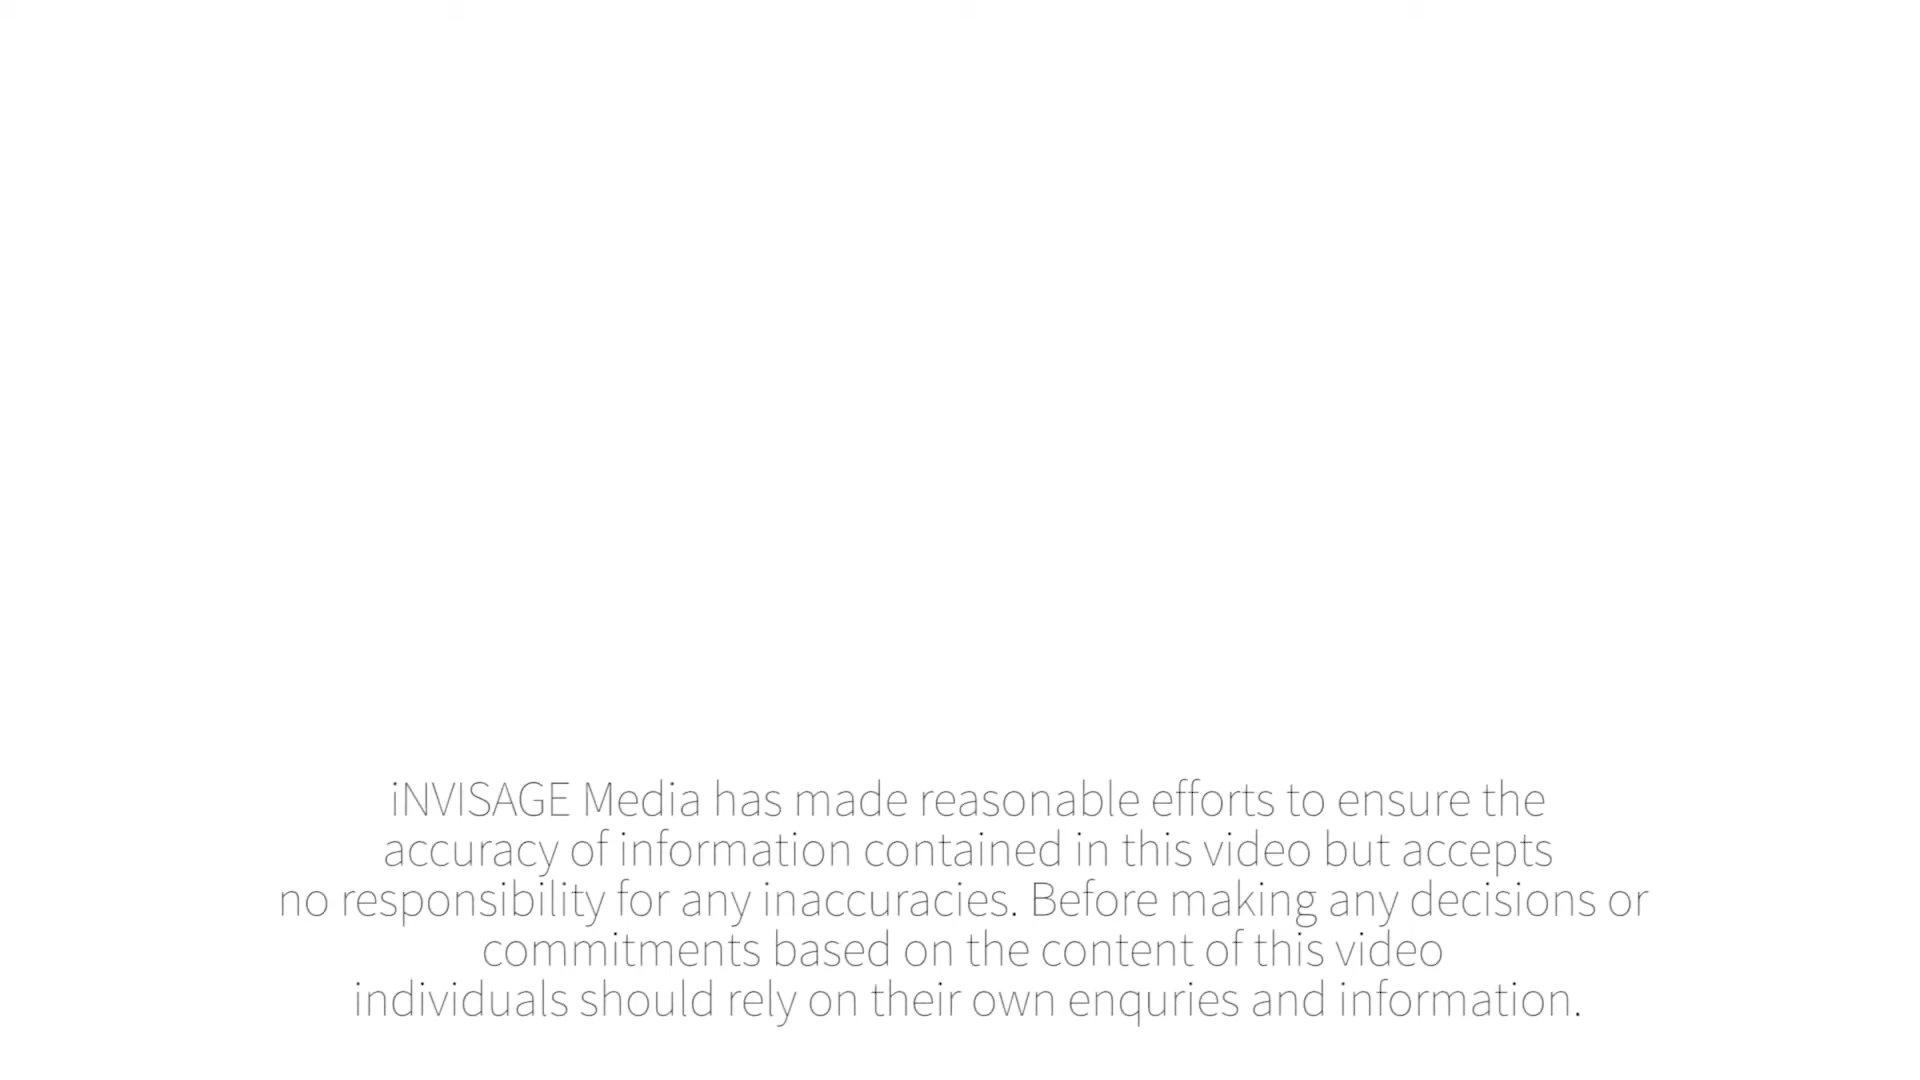 iNVISAGE Media has made reasonable efforts to ensure the
accuracy of information contained in this video but accepts
no responsibility for any inaccuracies. Before making any decisions or
commitments based on the content of this video
individuals should rely on their own enquries and information.